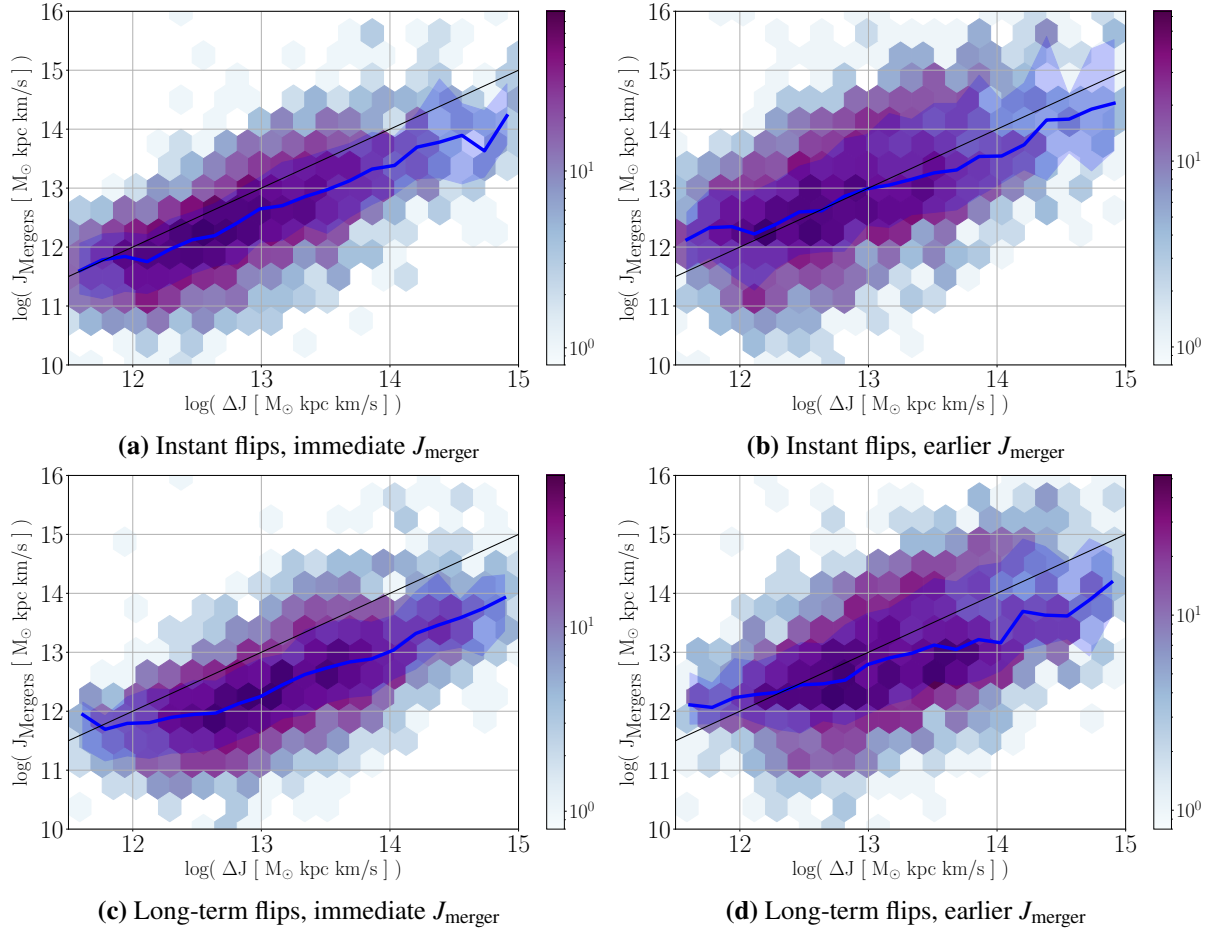 16
15
14
13
12
11
10
log( J_Mergers [ M_⊙ kpc km/s ] )
12 13 14 15
log( ΔJ [ M_⊙ kpc km/s ] )
10^1
10^0
(a) Instant flips, immediate J_merger
16
15
14
13
12
11
10
log( J_Mergers [ M_⊙ kpc km/s ] )
12 13 14 15
log( ΔJ [ M_⊙ kpc km/s ] )
10^1
10^0
(b) Instant flips, earlier J_merger
16
15
14
13
12
11
10
log( J_Mergers [ M_⊙ kpc km/s ] )
12 13 14 15
log( ΔJ [ M_⊙ kpc km/s ] )
10^1
10^0
(c) Long-term flips, immediate J_merger
16
15
14
13
12
11
10
log( J_Mergers [ M_⊙ kpc km/s ] )
12 13 14 15
log( ΔJ [ M_⊙ kpc km/s ] )
10^1
10^0
(d) Long-term flips, earlier J_merger